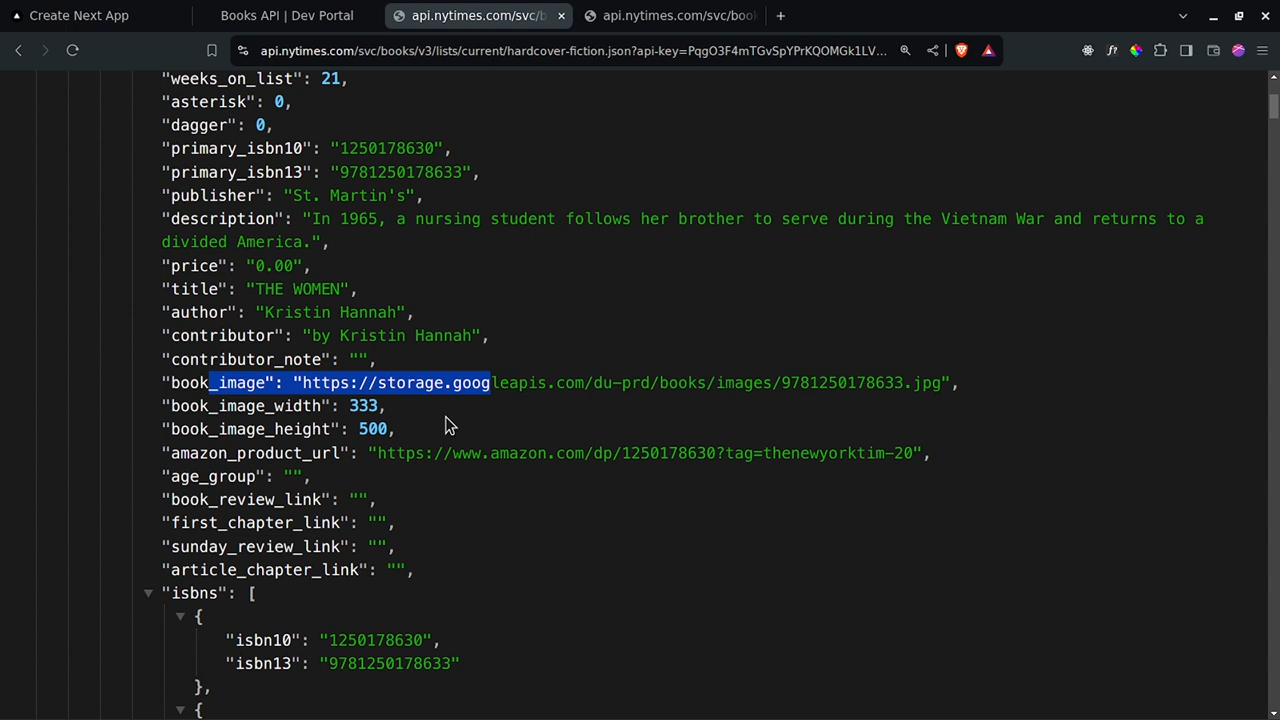 Create Next App
Books API | Dev Portal
api.nytimes.com/svc/b
api.nytimes.com/svc/book
api.nytimes.com/svc/books/v3/lists/current/hardcover-fiction.json?api-key=PqgO3F4mTGvSpYPrKQOMGk1LV...
"weeks_on_list": 21,
"asterisk": 0,
"dagger": 0,
"primary_isbn10": "1250178630",
"primary_isbn13": "9781250178633",
"publisher": "St. Martin's",
"description": "In 1965, a nursing student follows her brother to serve during the Vietnam War and returns to a
divided America.",
"price": "0.00",
"title": "THE WOMEN",
"author": "Kristin Hannah",
"contributor": "by Kristin Hannah",
"contributor_note": "",
"book_image": "https://storage.googleapis.com/du-prd/books/images/9781250178633.jpg",
"book_image_width": 333,
"book_image_height": 500,
"amazon_product_url": "https://www.amazon.com/dp/1250178630?tag=thenewyorktim-20",
"age_group": "",
"book_review_link": "",
"first_chapter_link": "",
"sunday_review_link": "",
"article_chapter_link": "",
"isbns": [
{
"isbn10": "1250178630",
"isbn13": "9781250178633"
},
{